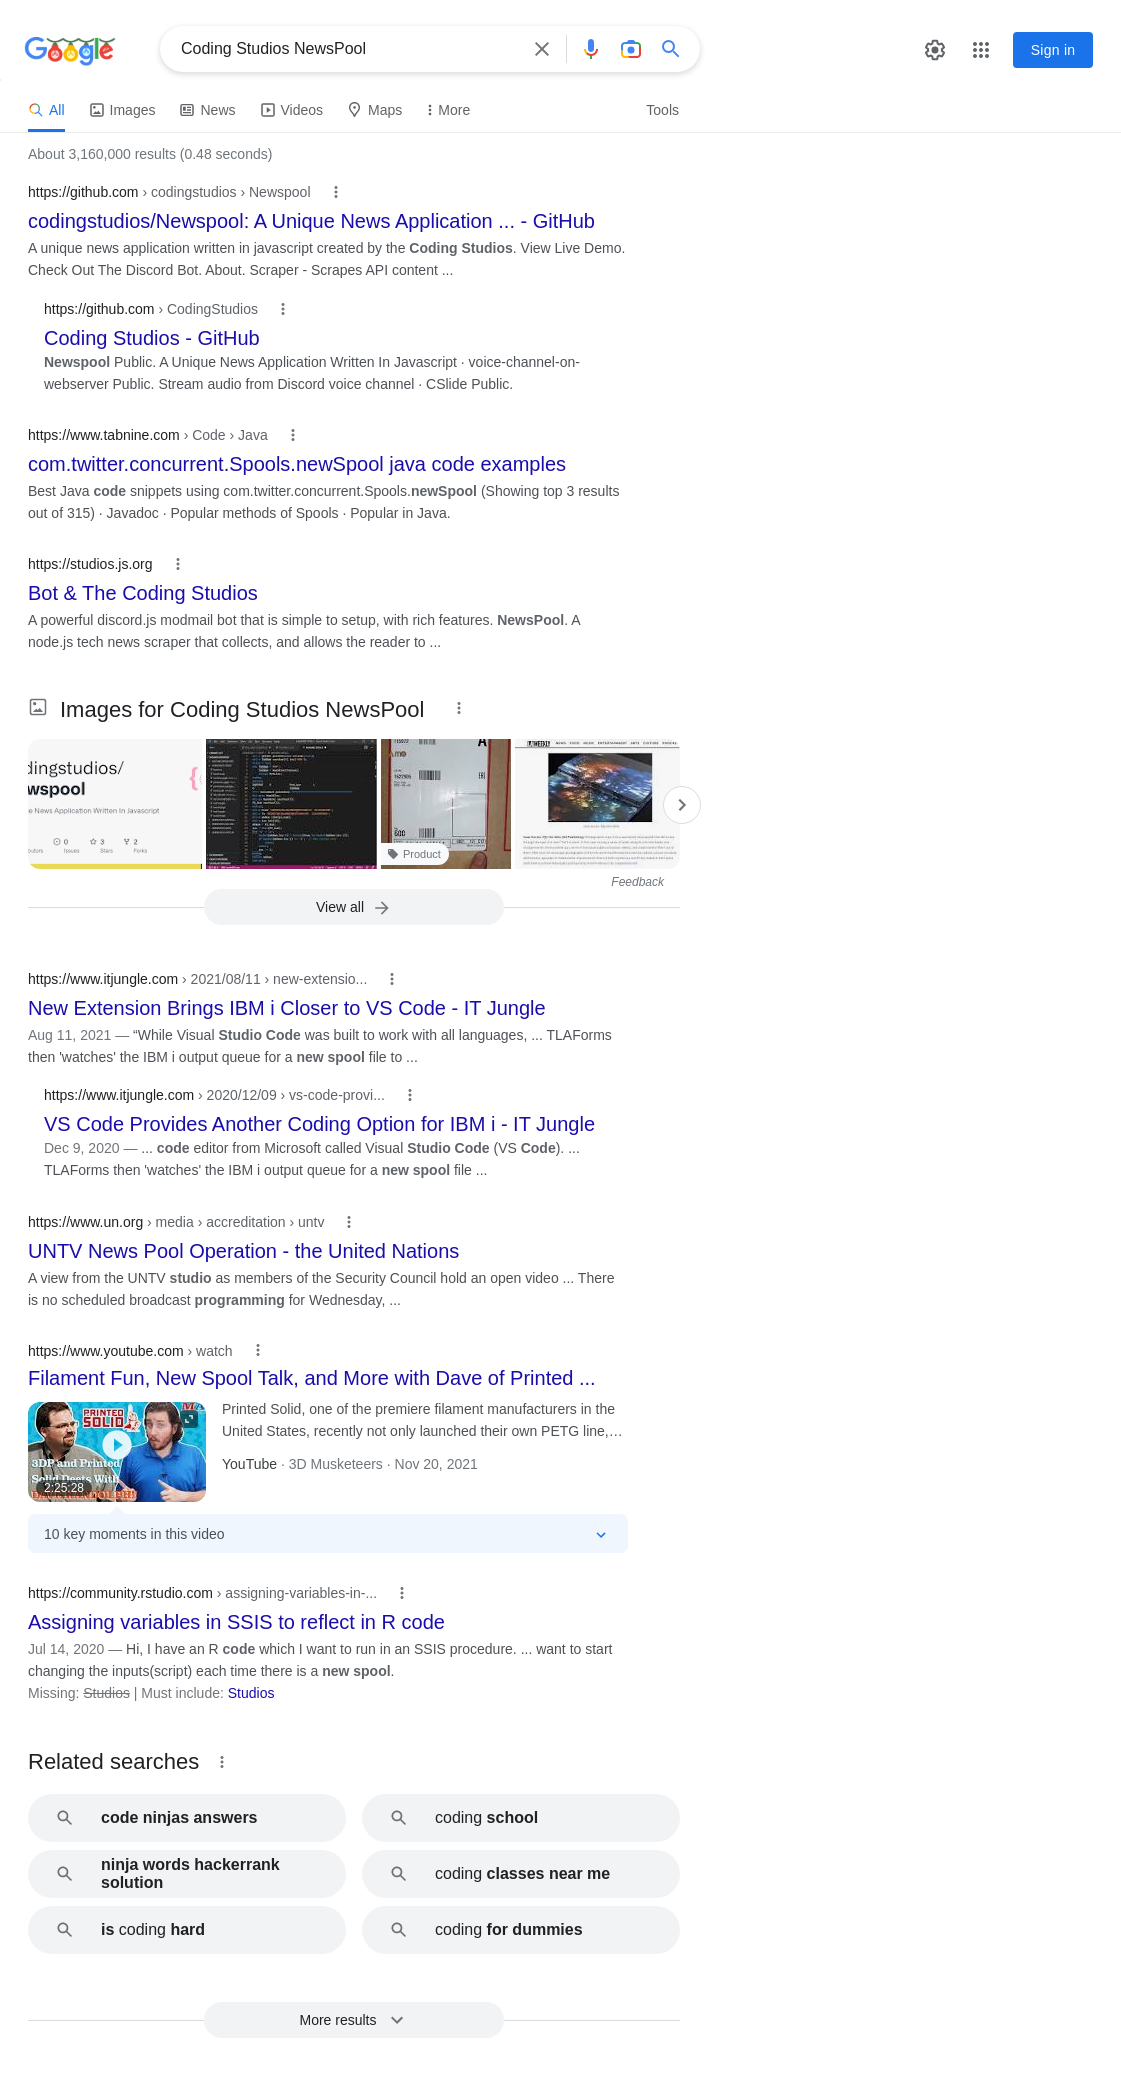 Google
Coding Studios NewsPool
Sign in
All
Images
News
Videos
Maps
More
Tools
About 3,160,000 results (0.48 seconds)
https://github.com › codingstudios › Newspool
codingstudios/Newspool: A Unique News Application ... - GitHub
A unique news application written in javascript created by the Coding Studios. View Live Demo.
Check Out The Discord Bot. About. Scraper - Scrapes API content ...
https://github.com › CodingStudios
Coding Studios - GitHub
Newspool Public. A Unique News Application Written In Javascript · voice-channel-on-
webserver Public. Stream audio from Discord voice channel · CSlide Public.
https://www.tabnine.com › Code › Java
com.twitter.concurrent.Spools.newSpool java code examples
Best Java code snippets using com.twitter.concurrent.Spools.newSpool (Showing top 3 results
out of 315) · Javadoc · Popular methods of Spools · Popular in Java.
https://studios.js.org
Bot & The Coding Studios
A powerful discord.js modmail bot that is simple to setup, with rich features. NewsPool. A
node.js tech news scraper that collects, and allows the reader to ...
Images for Coding Studios NewsPool
dingstudios/
wspool
e News Application Written In Javascript
0
3
2
Issues
Stars
Forks
Product
Feedback
View all
https://www.itjungle.com › 2021/08/11 › new-extensio...
New Extension Brings IBM i Closer to VS Code - IT Jungle
Aug 11, 2021 — “While Visual Studio Code was built to work with all languages, ... TLAForms
then 'watches' the IBM i output queue for a new spool file to ...
https://www.itjungle.com › 2020/12/09 › vs-code-provi...
VS Code Provides Another Coding Option for IBM i - IT Jungle
Dec 9, 2020 — ... code editor from Microsoft called Visual Studio Code (VS Code). ...
TLAForms then 'watches' the IBM i output queue for a new spool file ...
https://www.un.org › media › accreditation › untv
UNTV News Pool Operation - the United Nations
A view from the UNTV studio as members of the Security Council hold an open video ... There
is no scheduled broadcast programming for Wednesday, ...
https://www.youtube.com › watch
Filament Fun, New Spool Talk, and More with Dave of Printed ...
PRINTED
SOLID
3DP and Printed
Solid Deets With
2:25:28
Printed Solid, one of the premiere filament manufacturers in the
United States, recently not only launched their own PETG line,…
YouTube · 3D Musketeers · Nov 20, 2021
10 key moments in this video
https://community.rstudio.com › assigning-variables-in-...
Assigning variables in SSIS to reflect in R code
Jul 14, 2020 — Hi, I have an R code which I want to run in an SSIS procedure. ... want to start
changing the inputs(script) each time there is a new spool.
Missing: Studios | Must include: Studios
Related searches
code ninjas answers
coding school
ninja words hackerrank
solution
coding classes near me
is coding hard
coding for dummies
More results